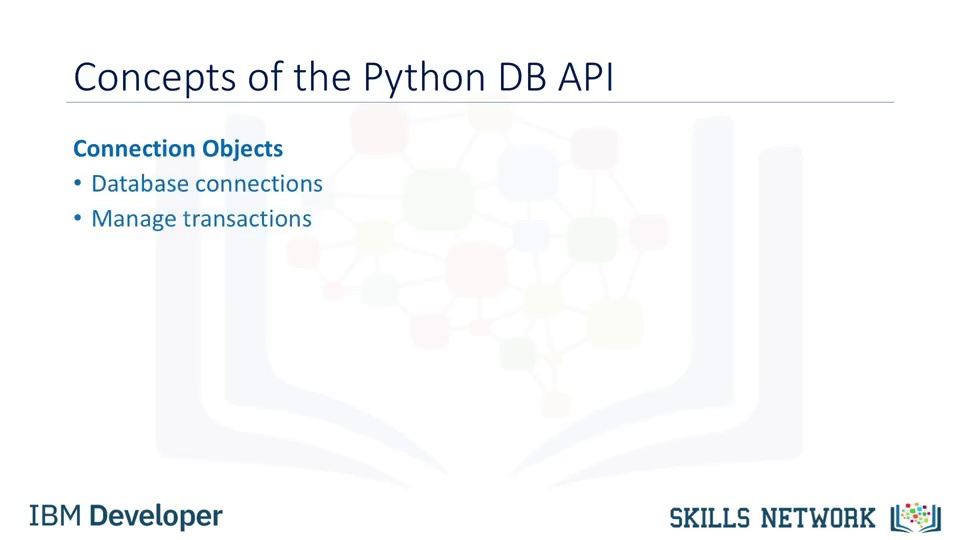 Concepts of the Python DB API
Connection Objects
• Database connections
• Manage transactions
IBM Developer
SKILLS NETWORK